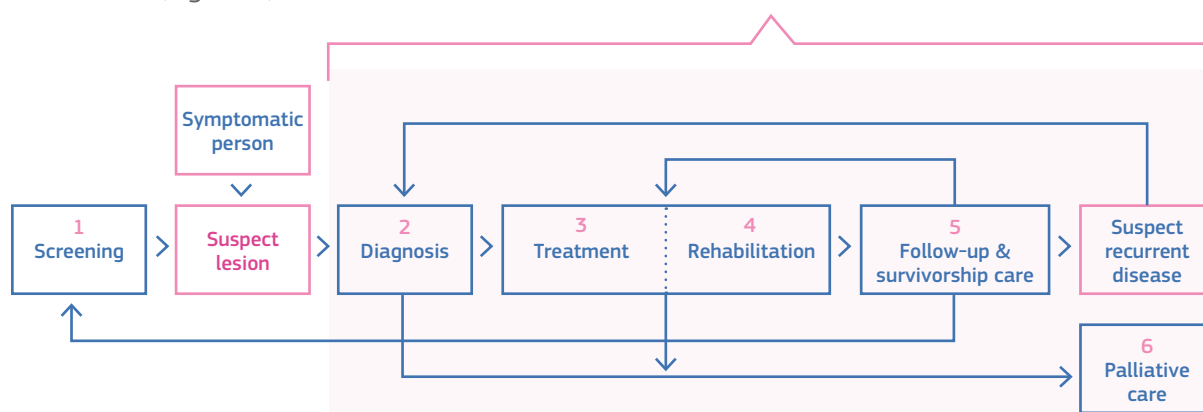 Symptomatic
person
1
Screening
Suspect
lesion
2
Diagnosis
3
Treatment
4
Rehabilitation
5
Follow-up &
survivorship care
Suspect
recurrent
disease
6
Palliative
care